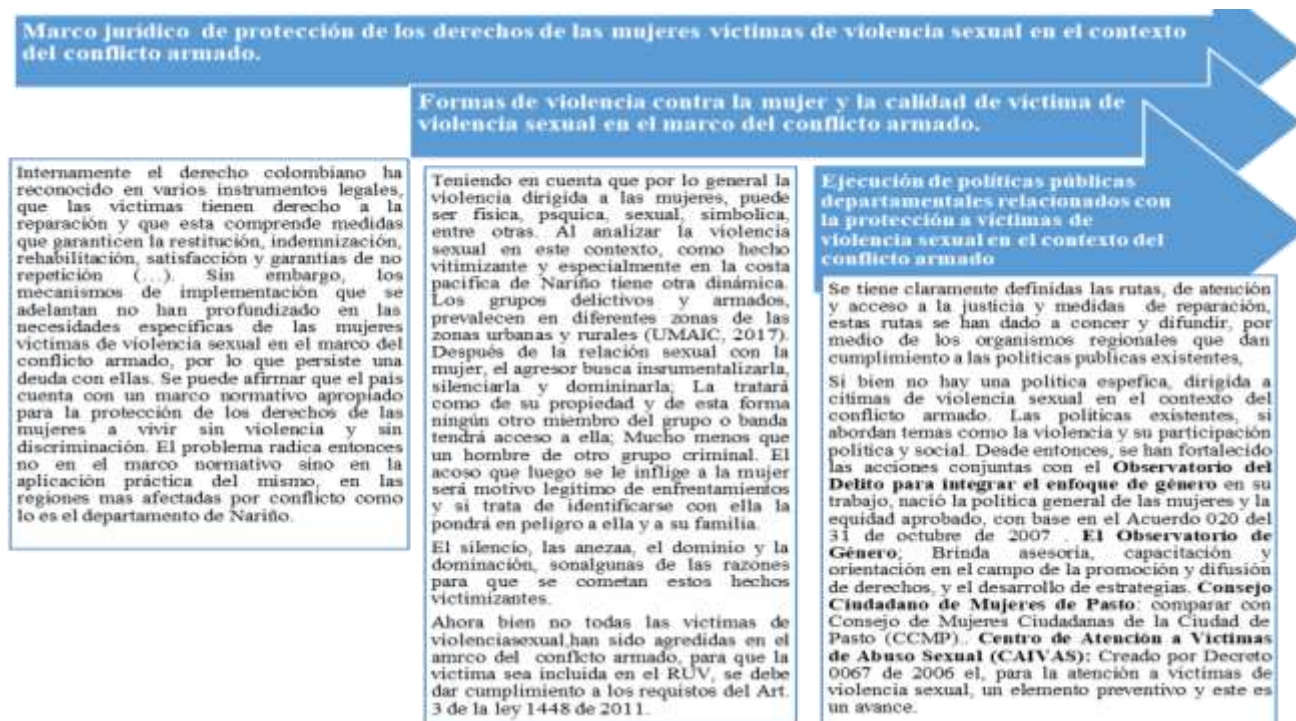 Marco jurídico de protección de los derechos de las mujeres víctimas de violencia sexual en el contexto
del conflicto armado.
Formas de violencia contra la mujer y la calidad de víctima de
violencia sexual en el marco del conflicto armado.
Internamente el derecho colombiano ha
reconocido en varios instrumentos legales,
que las víctimas tienen derecho a la
reparación y que esta comprende medidas
que garanticen la restitución, indemnización,
rehabilitación, satisfacción y garantías de no
repetición (…). Sin embargo, los
mecanismos de implementación que se
adelantan no han profundizado en las
necesidades especificas de las mujeres
víctimas de violencia sexual en el marco del
conflicto armado, por lo que persiste una
deuda con ellas. Se puede afirmar que el país
cuenta con un marco normativo apropiado
para la protección de los derechos de las
mujeres a vivir sin violencia y sin
discriminación. El problema radica entonces
no en el marco normativo sino en la
aplicación práctica del mismo, en las
regiones mas afectadas por conflicto como
lo es el departamento de Nariño.
Teniendo en cuenta que por lo general la
violencia dirigida a las mujeres, puede
ser física, psquica, sexual, simbolica,
entre otras. Al analizar la violencia
sexual en este contexto, como hecho
vitimizante y especialmente en la costa
pacifica de Nariño tiene otra dinámica.
Los grupos delictivos y armados,
prevalecen en diferentes zonas de las
zonas urbanas y rurales (UMAIC, 2017).
Después de la relación sexual con la
mujer, el agresor busca insrumentalizarla,
silenciarla y domininarla; La tratará
como de su propiedad y de esta forma
ningún otro miembro del grupo o banda
tendrá acceso a ella; Mucho menos que
un hombre de otro grupo criminal. El
acoso que luego se le inflige a la mujer
será motivo legítimo de enfrentamientos
y si trata de identificarse con ella la
pondrá en peligro a ella y a su familia.
El silencio, las anezaa, el dominio y la
dominación, sonalgunas de las razones
para que se cometan estos hechos
victimizantes.
Ahora bien no todas las victimas de
violenciasexual,han sido agredidas en el
amrco del conflcto armado, para que la
victima sea incluida en el RUV, se debe
dar cumplimiento a los requistos del Art.
3 de la ley 1448 de 2011.
Ejecución de políticas públicas
departamentales relacionados con
la protección a víctimas de
violencia sexual en el contexto del
conflicto armado
Se tiene claramente definidas las rutas, de atención
y acceso a la justicia y medidas de reparación,
estas rutas se han dado a concer y difundir, por
medio de los organismos regionales que dan
cumplimiento a las politicas publicas existentes,
Si bien no hay una politica espefica, dirigida a
citimas de violencia sexual en el contexto del
conflicto armado. Las políticas existentes, si
abordan temas como la violencia y su participación
política y social. Desde entonces, se han fortalecido
las acciones conjuntas con el Observatorio del
Delito para integrar el enfoque de género en su
trabajo, nació la política general de las mujeres y la
equidad aprobado, con base en el Acuerdo 020 del
31 de octubre de 2007 . El Observatorio de
Género; Brinda asesoria, capacitación y
orientación en el campo de la promoción y difusión
de derechos, y el desarrollo de estrategias. Consejo
Ciudadano de Mujeres de Pasto: comparar con
Consejo de Mujeres Ciudadanas de la Ciudad de
Pasto (CCMP).. Centro de Atención a Víctimas
de Abuso Sexual (CAIVAS): Creado por Decreto
0067 de 2006 el, para la atención a víctimas de
violencia sexual, un elemento preventivo y este es
un avance.